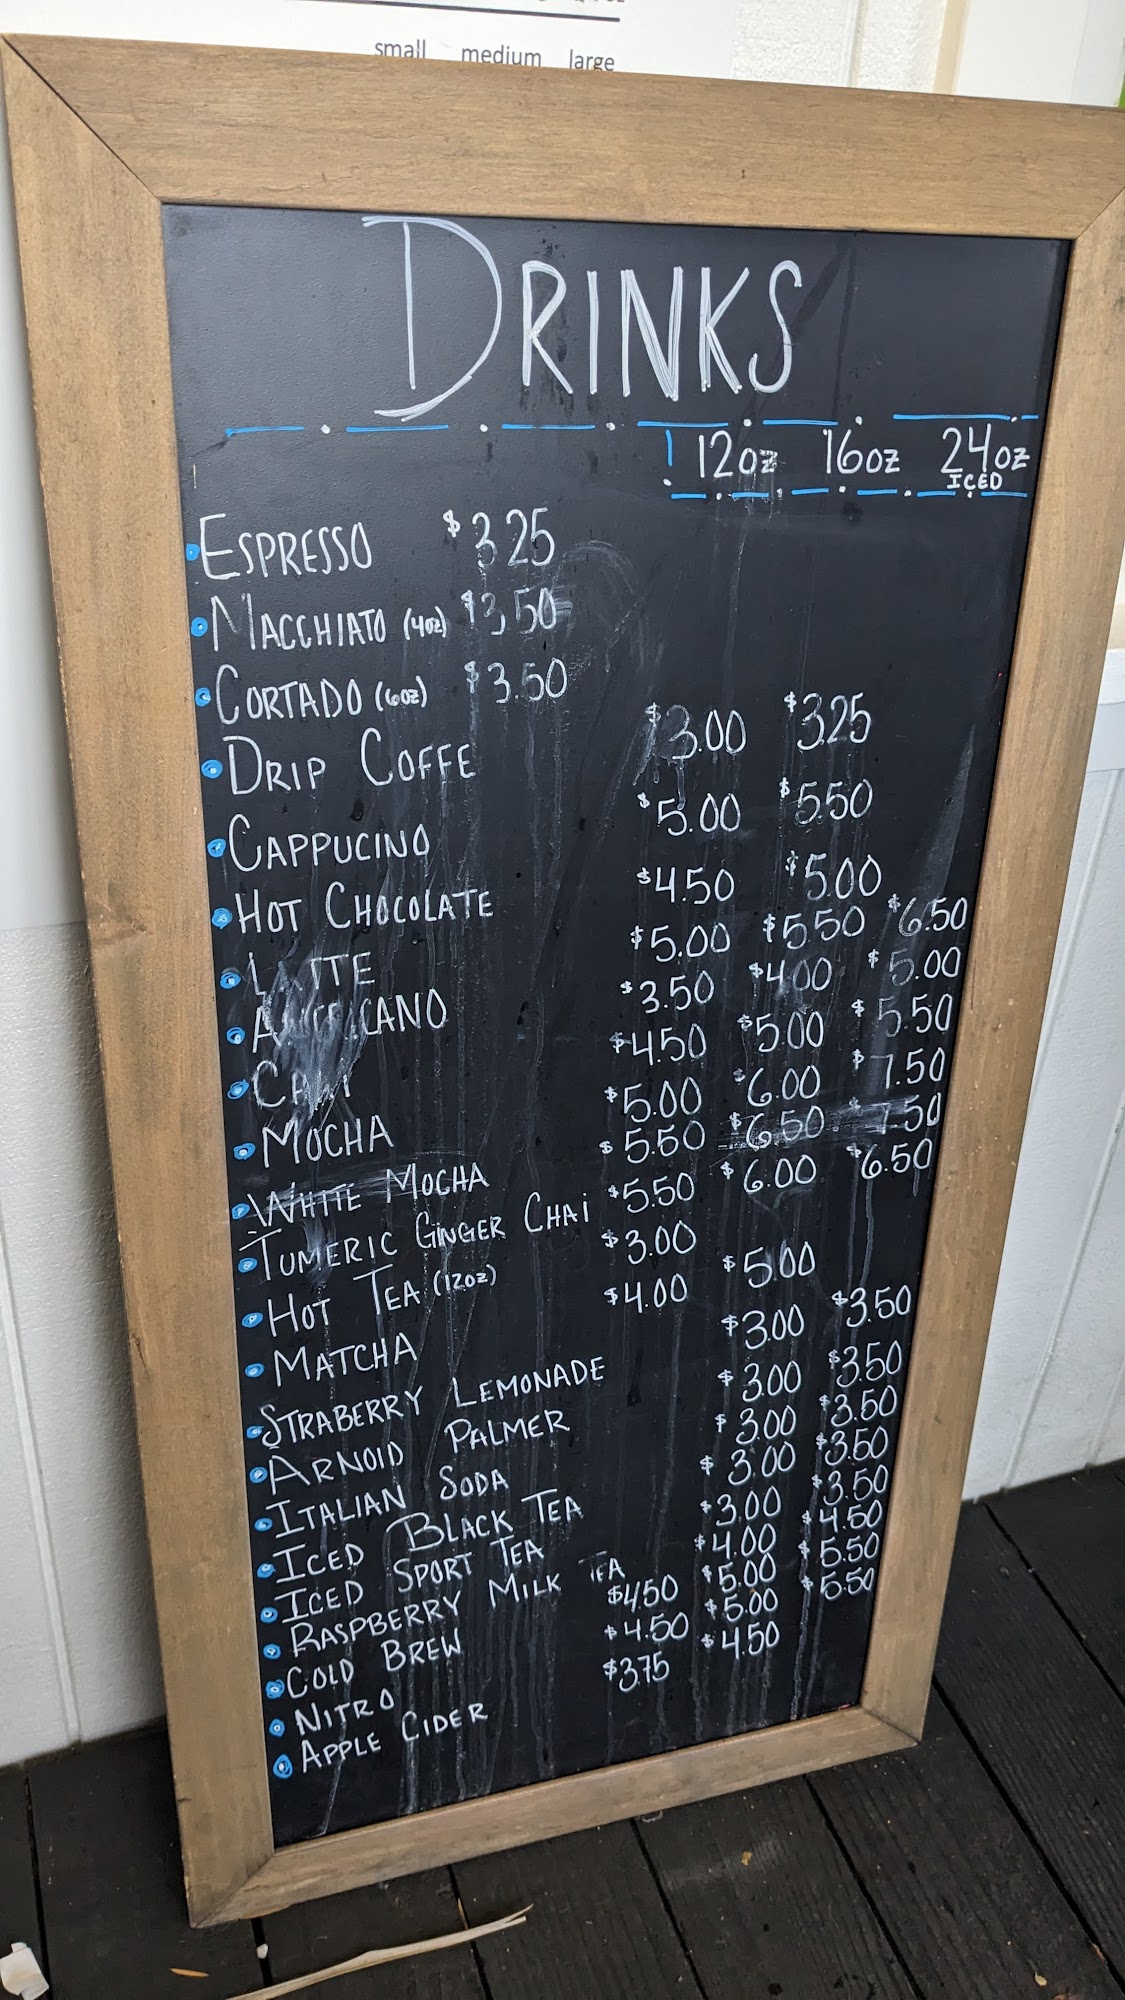 small medium large
DRINKS
12oz 16oz 24oz
ICED
ESPRESSO $3.25
MACCHIATO (4oz) $3.50
CORTADO (6oz) $3.50
DRIP COFFE $3.00 $3.25
CAPPUCINO $5.00 $5.50
HOT CHOCOLATE $4.50 $5.00
LATTE $5.00 $5.50 $6.50
AMERICANO $3.50 $4.00 $5.00
CHAI $4.50 $5.00 $5.50
MOCHA $5.00 $6.00 $7.50
WHITE MOCHA $5.50 $6.50 $7.50
TUMERIC GINGER CHAi $5.50 $6.00 $6.50
HOT TEA (12oz) $3.00
MATCHA $4.00 $5.00
STRABERRY LEMONADE $3.00 $3.50
ARNOLD PALMER $3.00 $3.50
ITALIAN SODA $3.00 $3.50
ICED BLACK TEA $3.00 $3.50
ICED SPORT TEA $3.00 $3.50
RASPBERRY MILK TEA $4.00 $4.50
COLD BREW $4.50 $5.00 $5.50
NITRO $4.50 $5.00 $5.50
APPLE CIDER $3.75 $4.50